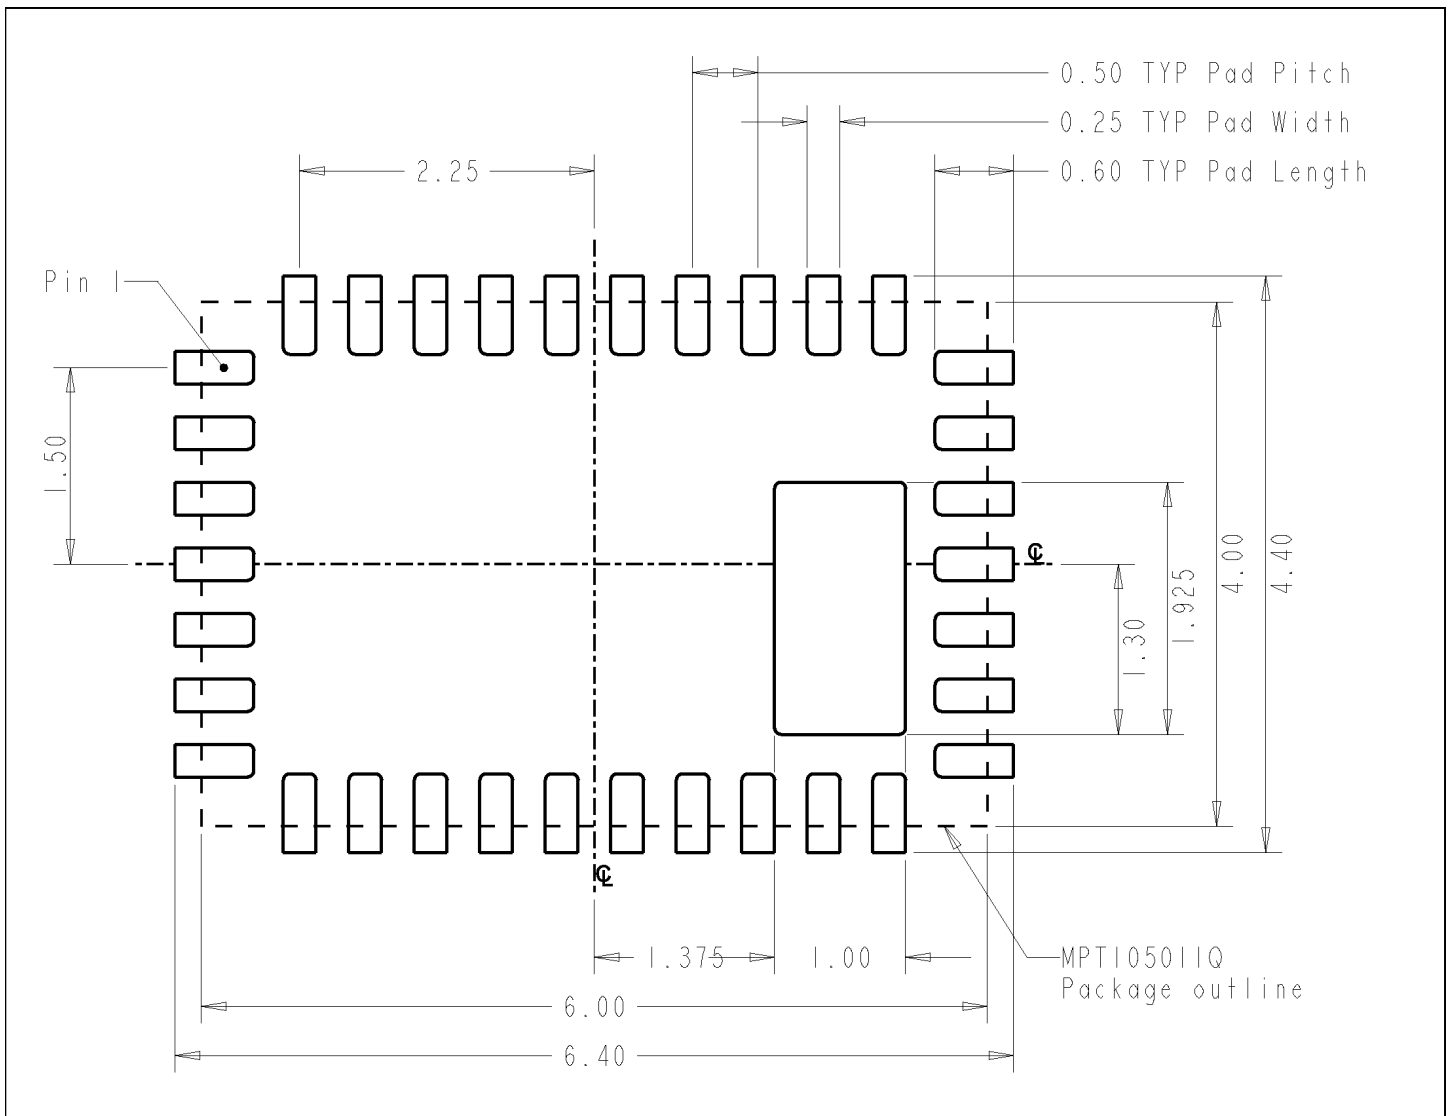 0.50 TYP Pad Pitch
0.25 TYP Pad Width
0.60 TYP Pad Length
2.25
Pin 1
1.50
℄
4.00
4.40
1.925
1.30
℄
1.375
1.00
MPT105011Q
Package outline
6.00
6.40